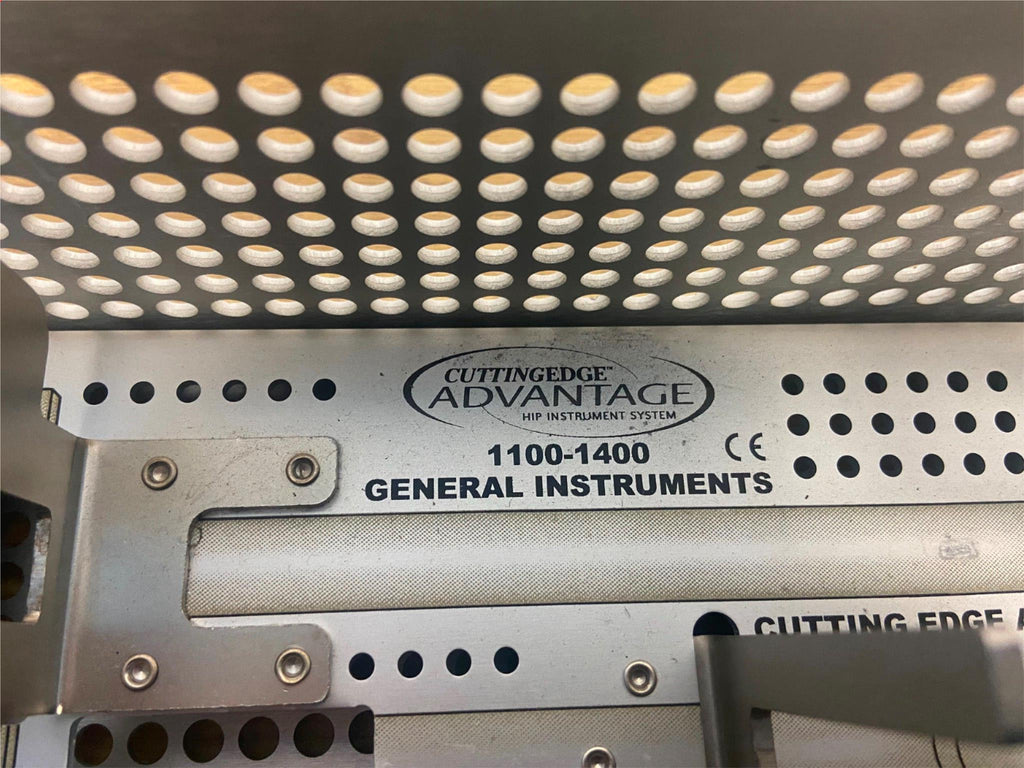 CUTTINGEDGE™
ADVANTAGE
HIP INSTRUMENT SYSTEM
1100-1400
CE
GENERAL INSTRUMENTS
CUTTING EDGE A